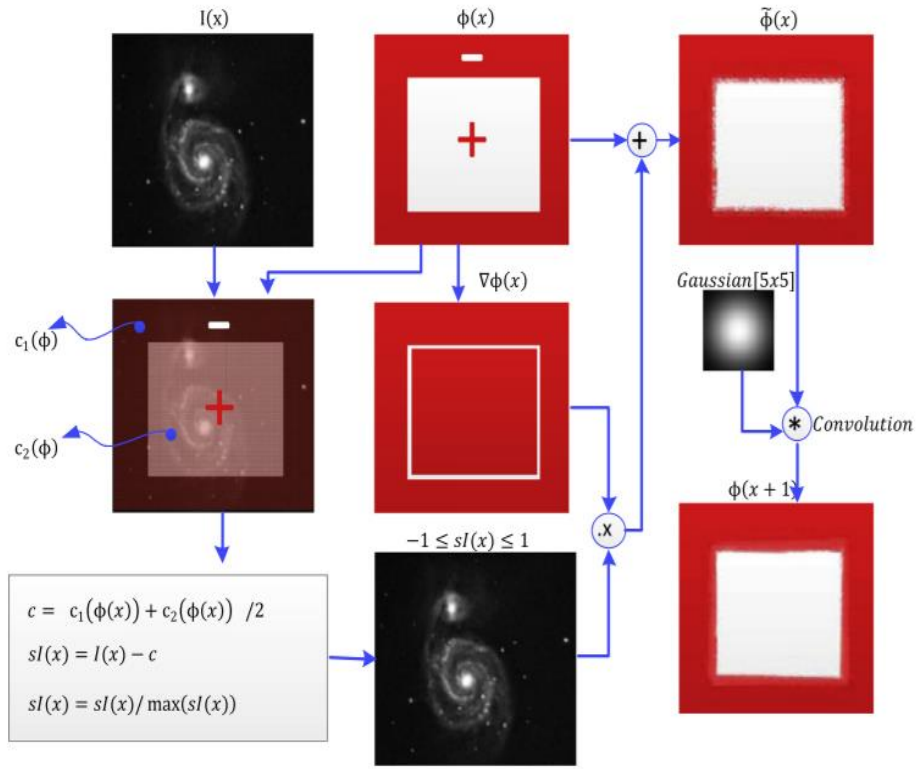 I(x)
ϕ(x)
ϕ̃(x)
+
∇ϕ(x)
Gaussian[5x5]
c₁(ϕ)
c₂(ϕ)
* Convolution
ϕ(x + 1)
.x
−1 ≤ sI(x) ≤ 1
c = c₁(ϕ(x)) + c₂(ϕ(x)) /2
sI(x) = I(x) − c
sI(x) = sI(x)/ max(sI(x))